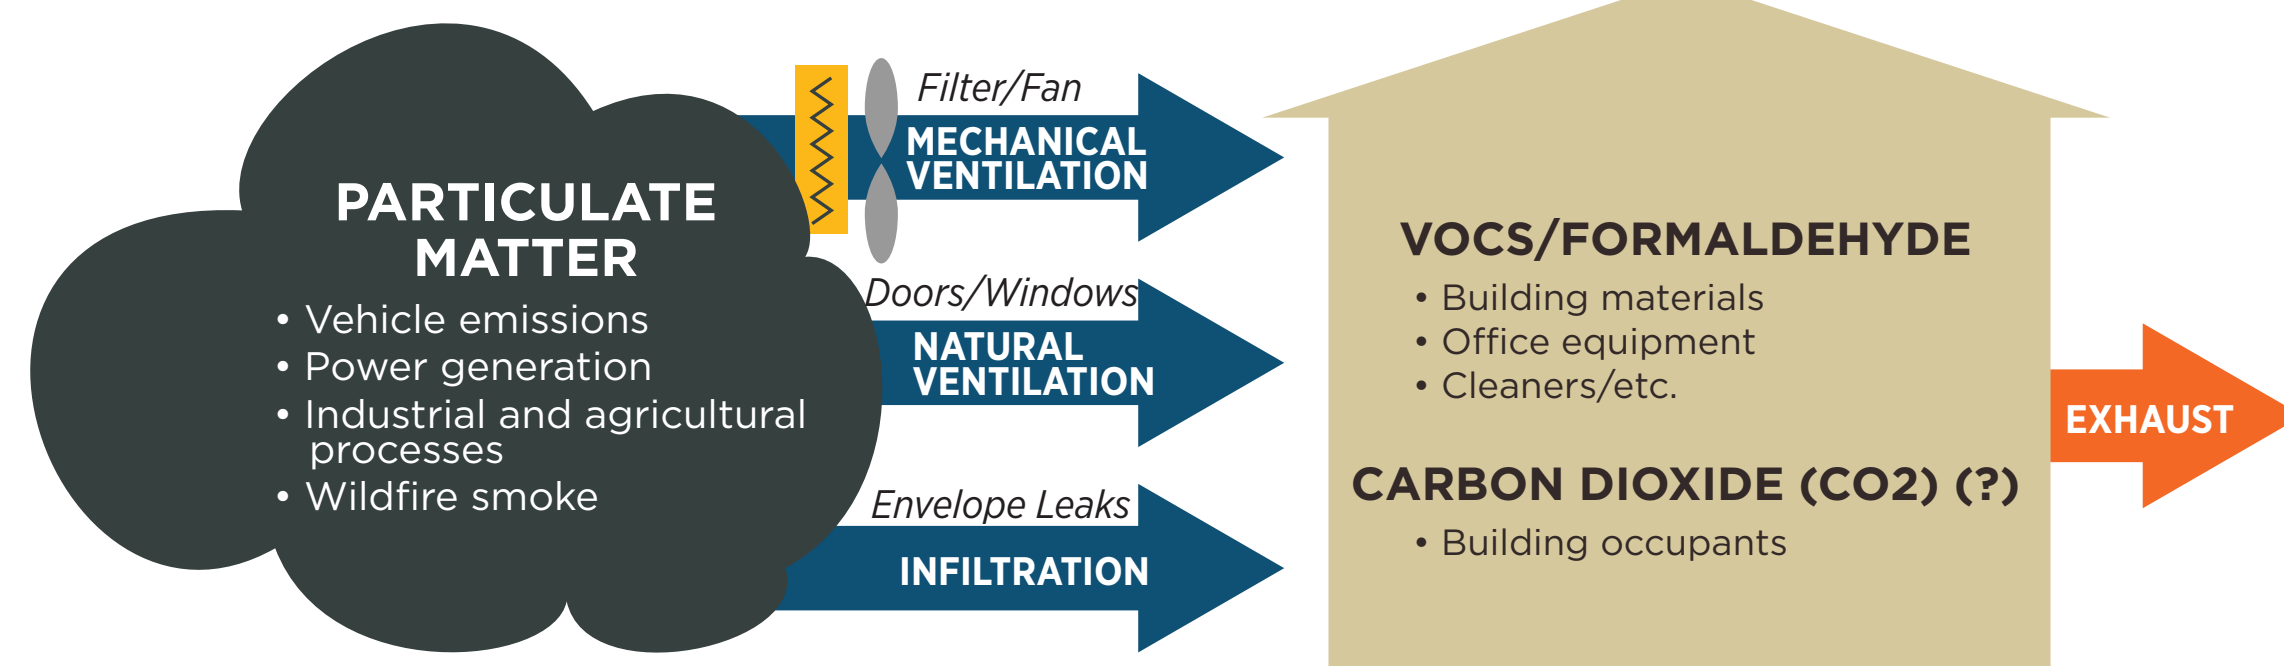 PARTICULATE
MATTER
• Vehicle emissions
• Power generation
• Industrial and agricultural
processes
• Wildfire smoke
Filter/Fan
MECHANICAL
VENTILATION
Doors/Windows
NATURAL
VENTILATION
Envelope Leaks
INFILTRATION
VOCS/FORMALDEHYDE
• Building materials
• Office equipment
• Cleaners/etc.
CARBON DIOXIDE (CO2) (?)
• Building occupants
EXHAUST